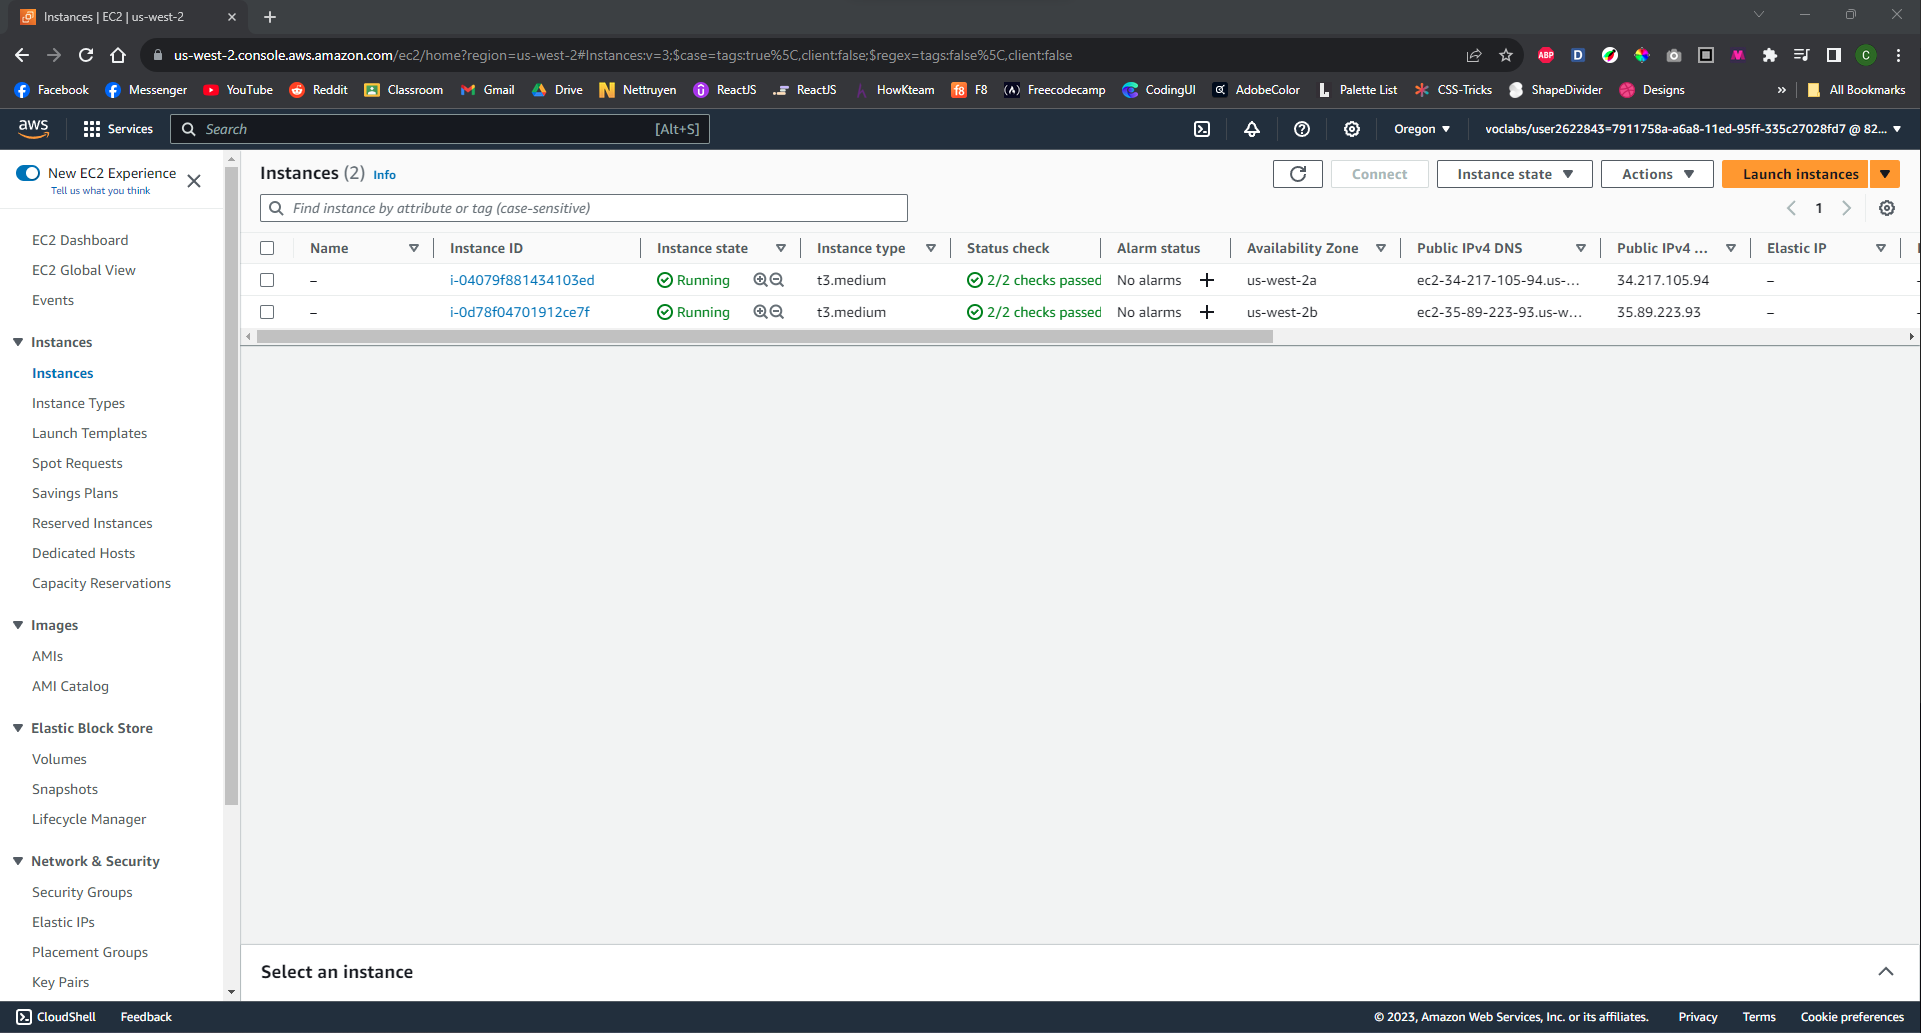 Instances | EC2 | us-west-2
us-west-2.console.aws.amazon.com/ec2/home?region=us-west-2#Instances:v=3;$case=tags:true%5C,client:false;$regex=tags:false%5C,client:false
Facebook Messenger YouTube Reddit Classroom Gmail Drive Nettruyen ReactJS ReactJS HowKteam F8 Freecodecamp CodingUI AdobeColor Palette List CSS-Tricks ShapeDivider Designs » All Bookmarks
aws Services Search [Alt+S] Oregon voclabs/user2622843=7911758a-a6a8-11ed-95ff-335c27028fd7 @ 82...
New EC2 Experience
Tell us what you think
EC2 Dashboard
EC2 Global View
Events
Instances
Instances
Instance Types
Launch Templates
Spot Requests
Savings Plans
Reserved Instances
Dedicated Hosts
Capacity Reservations
Images
AMIs
AMI Catalog
Elastic Block Store
Volumes
Snapshots
Lifecycle Manager
Network & Security
Security Groups
Elastic IPs
Placement Groups
Key Pairs
Instances (2) Info
Connect Instance state Actions Launch instances
Find instance by attribute or tag (case-sensitive)
1
Name Instance ID Instance state Instance type Status check Alarm status Availability Zone Public IPv4 DNS Public IPv4 ... Elastic IP
– i-04079f881434103ed Running t3.medium 2/2 checks passed No alarms us-west-2a ec2-34-217-105-94.us-... 34.217.105.94 –
– i-0d78f04701912ce7f Running t3.medium 2/2 checks passed No alarms us-west-2b ec2-35-89-223-93.us-w... 35.89.223.93 –
Select an instance
CloudShell Feedback © 2023, Amazon Web Services, Inc. or its affiliates. Privacy Terms Cookie preferences